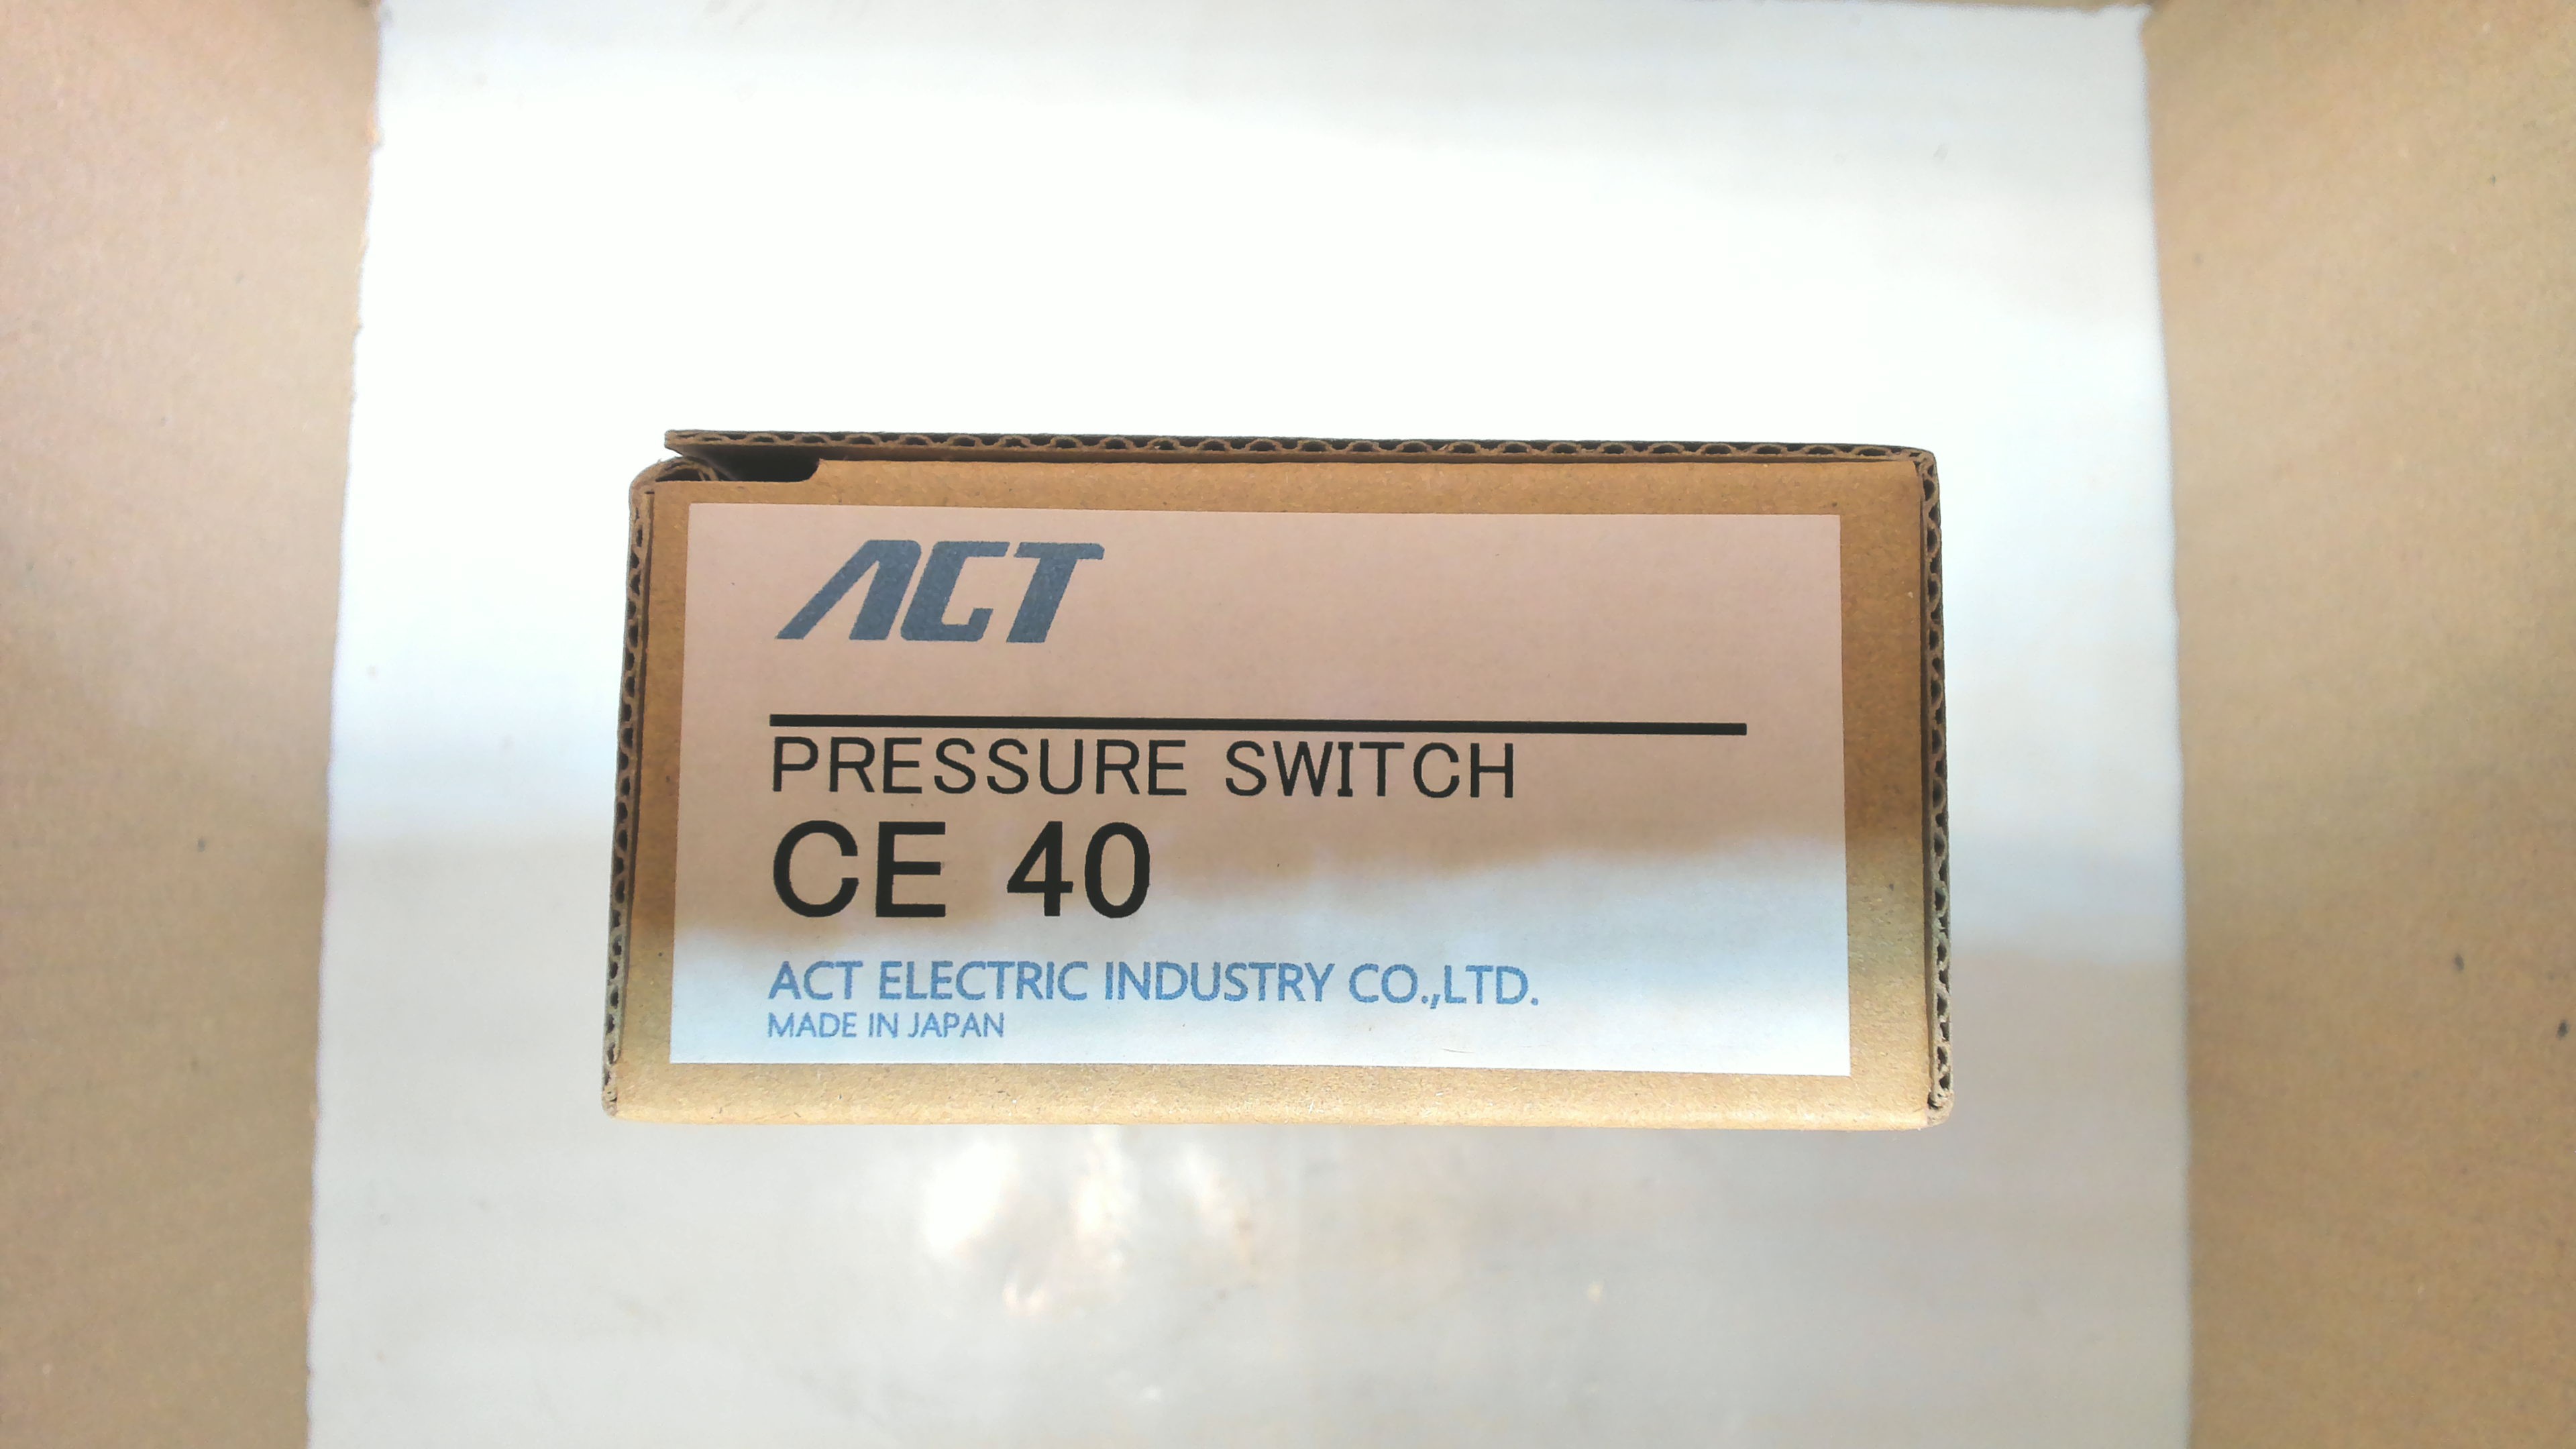 ACT
PRESSURE SWITCH
CE 40
ACT ELECTRIC INDUSTRY CO.,LTD.
MADE IN JAPAN